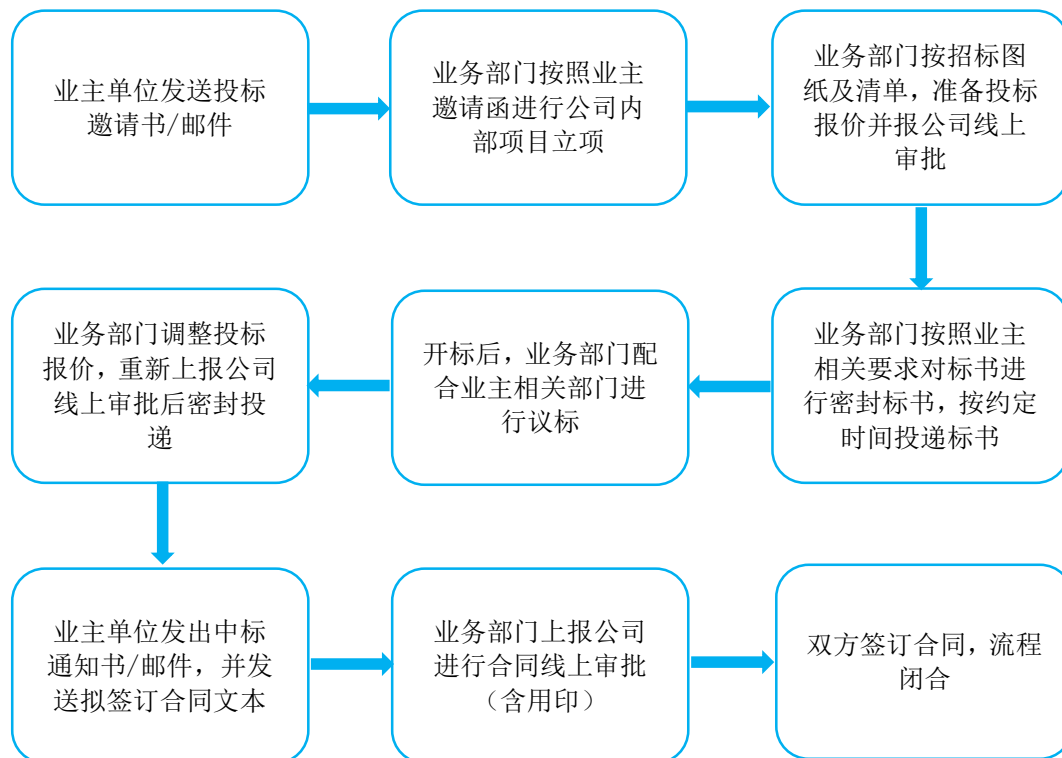 业主单位发送投标
邀请书/邮件
业务部门按照业主
邀请函进行公司内
部项目立项
业务部门按招标图
纸及清单，准备投标
报价并报公司线上
审批
业务部门按照业主
相关要求对标书进
行密封标书，按约定
时间投递标书
开标后，业务部门配
合业主相关部门进
行议标
业务部门调整投标
报价，重新上报公司
线上审批后密封投
递
业主单位发出中标
通知书/邮件，并发
送拟签订合同文本
业务部门上报公司
进行合同线上审批
（含用印）
双方签订合同，流程
闭合